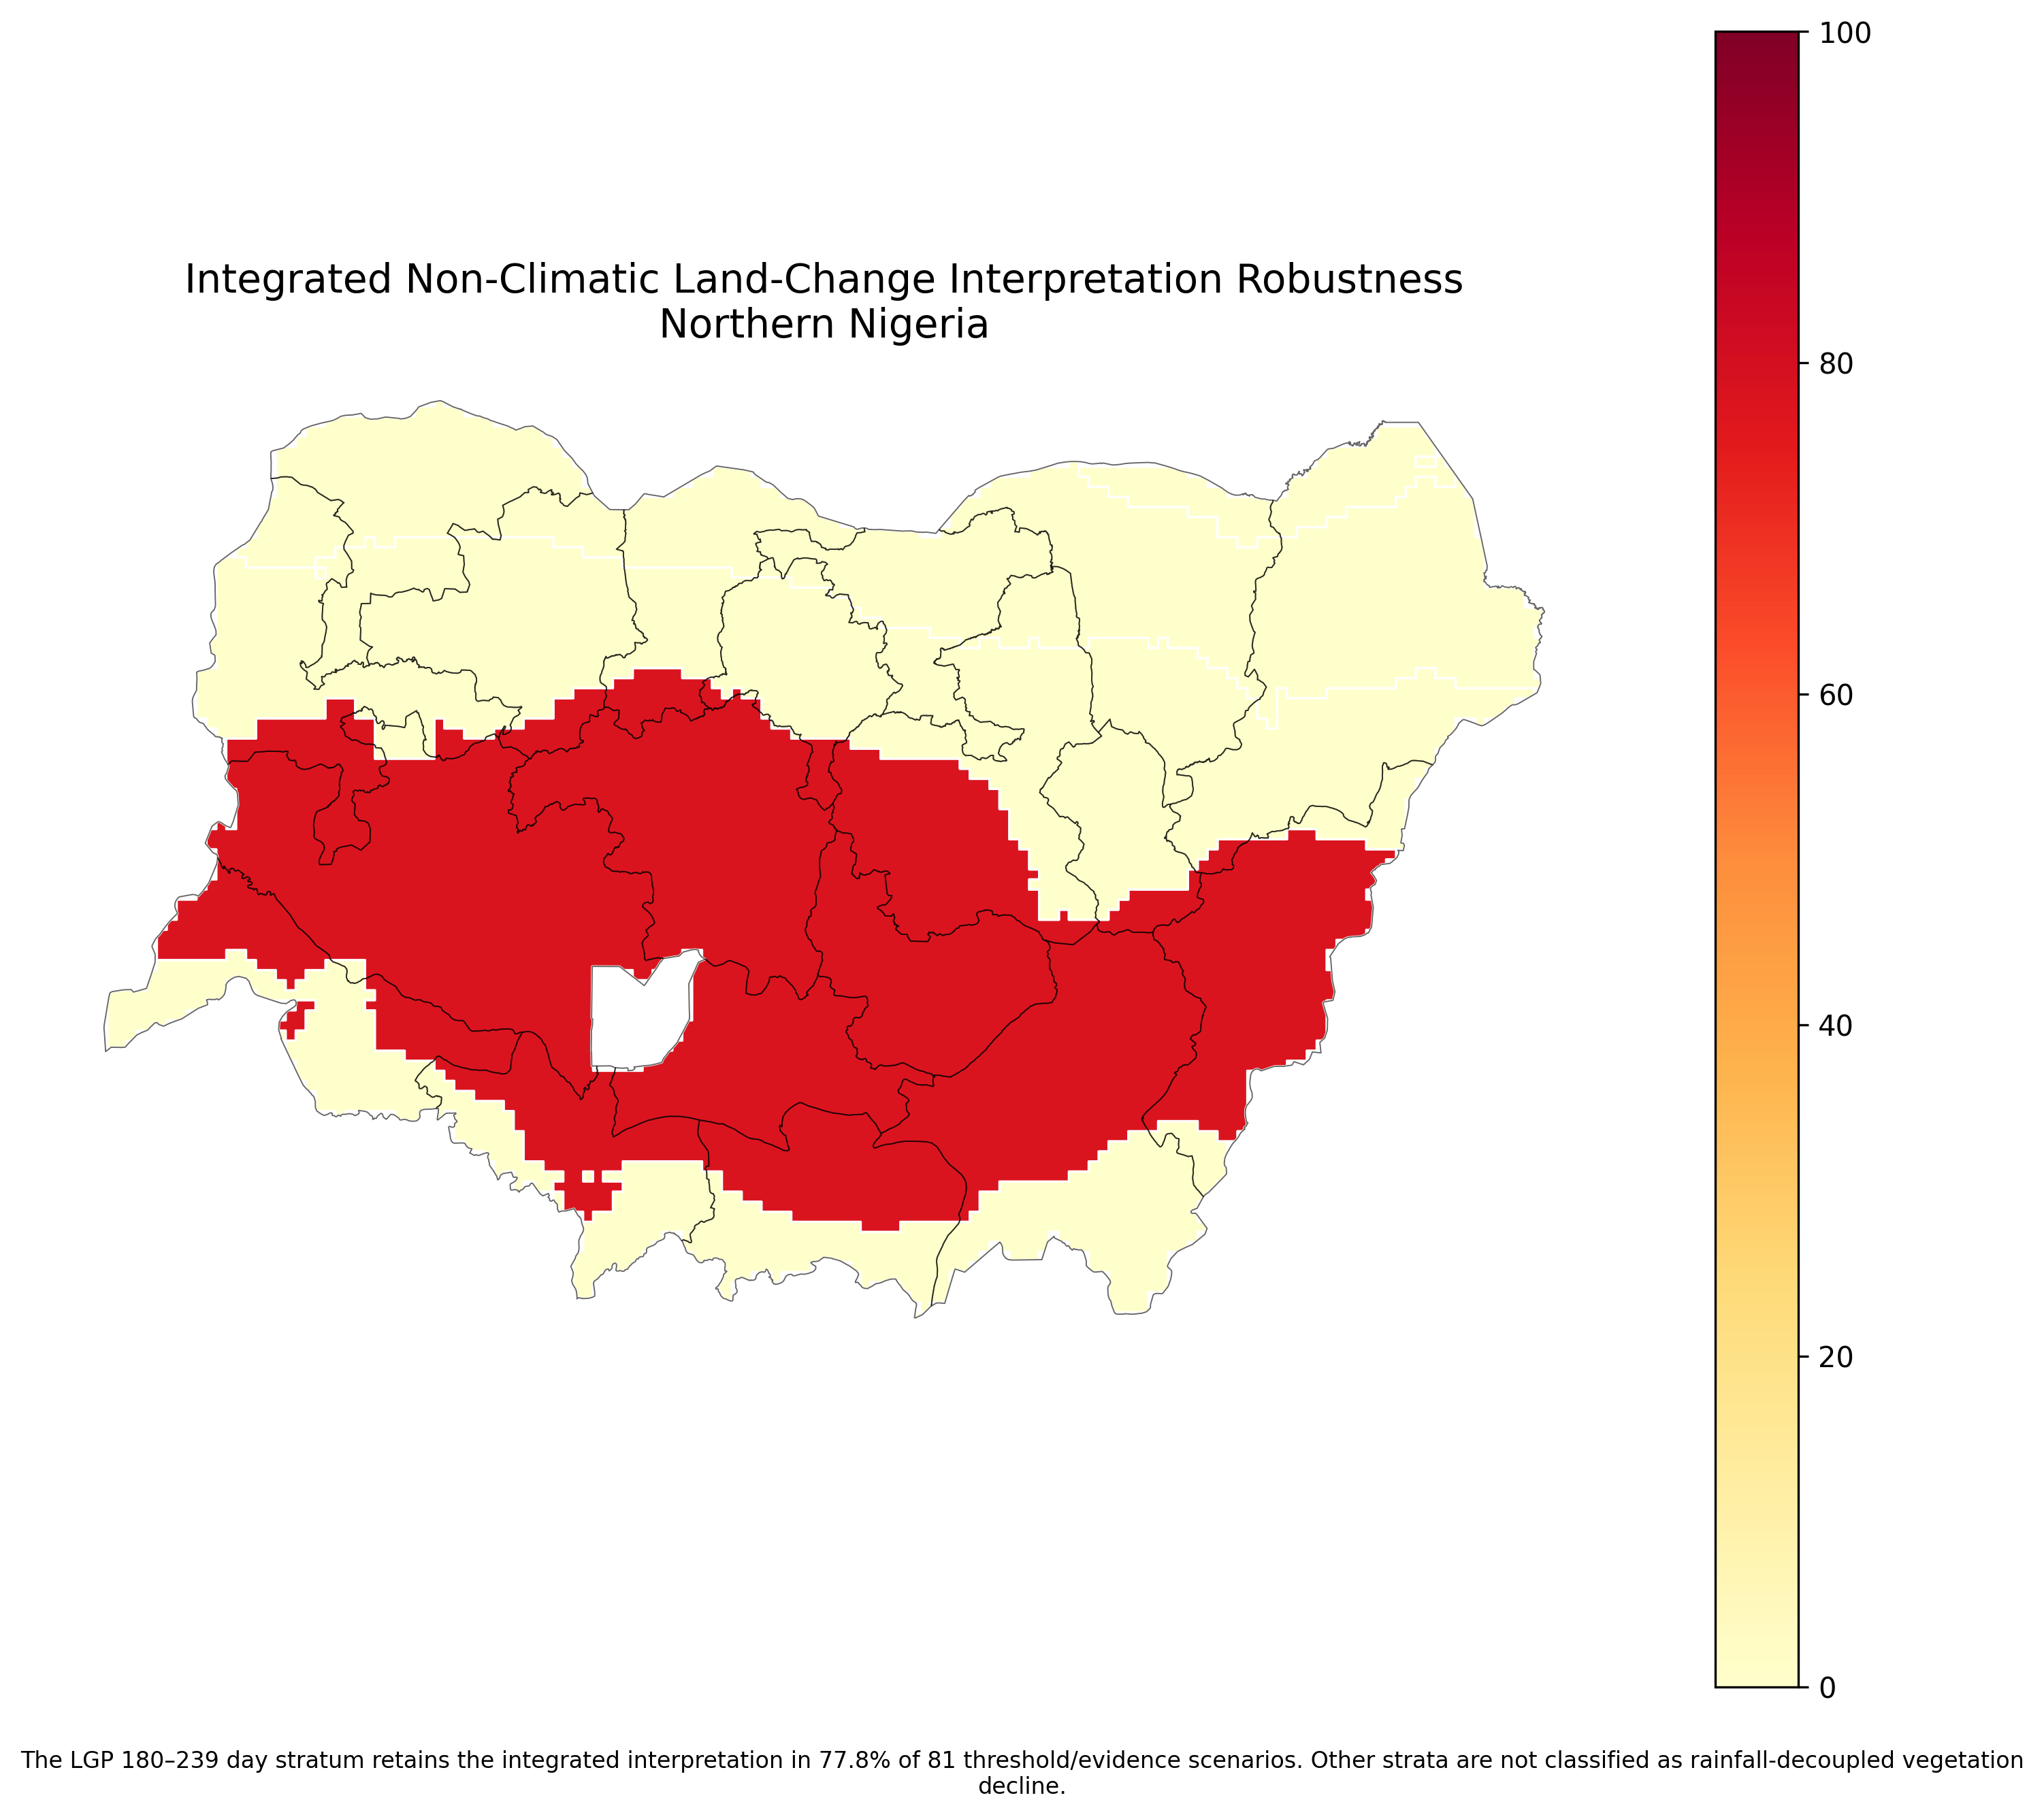 Integrated Non-Climatic Land-Change Interpretation Robustness
Northern Nigeria
100
80
60
40
20
0
The LGP 180–239 day stratum retains the integrated interpretation in 77.8% of 81 threshold/evidence scenarios. Other strata are not classified as rainfall-decoupled vegetation
decline.